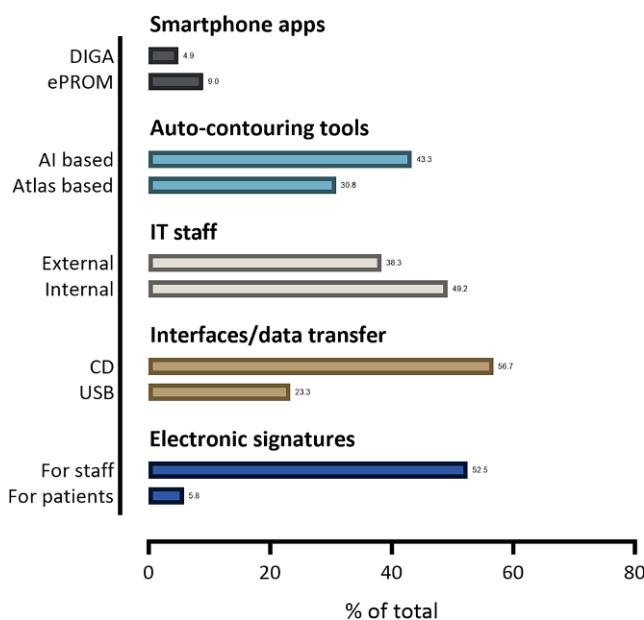 Smartphone apps
DIGA 4.9
ePROM 9.0
Auto-contouring tools
AI based 43.3
Atlas based 30.8
IT staff
External 38.3
Internal 49.2
Interfaces/data transfer
CD 56.7
USB 23.3
Electronic signatures
For staff 52.5
For patients 5.8
0 20 40 60 80
% of total